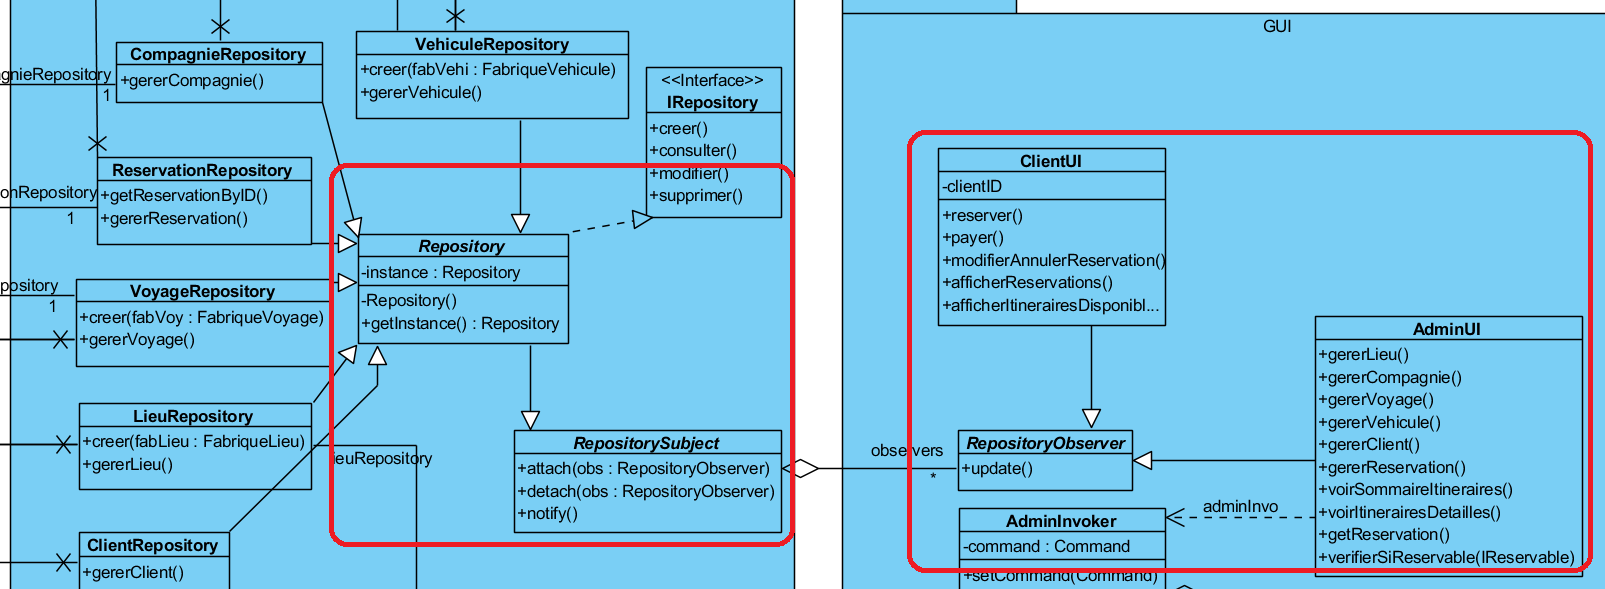 GUI
CompagnieRepository
+gererCompagnie()
gnieRepository
1
VehiculeRepository
+creer(fabVehi : FabriqueVehicule)
+gererVehicule()
<<Interface>>
IRepository
+creer()
+consulter()
+modifier()
+supprimer()
ReservationRepository
+getReservationByID()
+gererReservation()
onRepository
1
Repository
-instance : Repository
-Repository()
+getInstance() : Repository
pository
1
VoyageRepository
+creer(fabVoy : FabriqueVoyage)
+gererVoyage()
LieuRepository
+creer(fabLieu : FabriqueLieu)
+gererLieu()
ieuRepository
RepositorySubject
+attach(obs : RepositoryObserver)
+detach(obs : RepositoryObserver)
+notify()
ClientRepository
+gererClient()
observers
*
ClientUI
-clientID
+reserver()
+payer()
+modifierAnnulerReservation()
+afficherReservations()
+afficherItinerairesDisponibl...
RepositoryObserver
+update()
AdminInvoker
-command : Command
+setCommand(Command)
adminInvo
AdminUI
+gererLieu()
+gererCompagnie()
+gererVoyage()
+gererVehicule()
+gererClient()
+gererReservation()
+voirSommaireItineraires()
+voirItinerairesDetailles()
+getReservation()
+verifierSiReservable(IReservable)